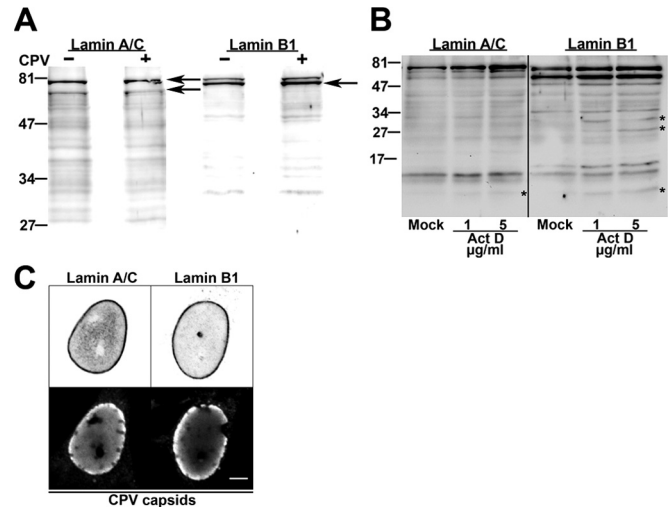 A
Lamin A/C Lamin B1
CPV − + − +
81
47
34
27
B
Lamin A/C Lamin B1
81
47
34
27
17
*
*
*
*
Mock 1 5 Mock 1 5
Act D Act D
µg/ml µg/ml
C
Lamin A/C Lamin B1
CPV capsids